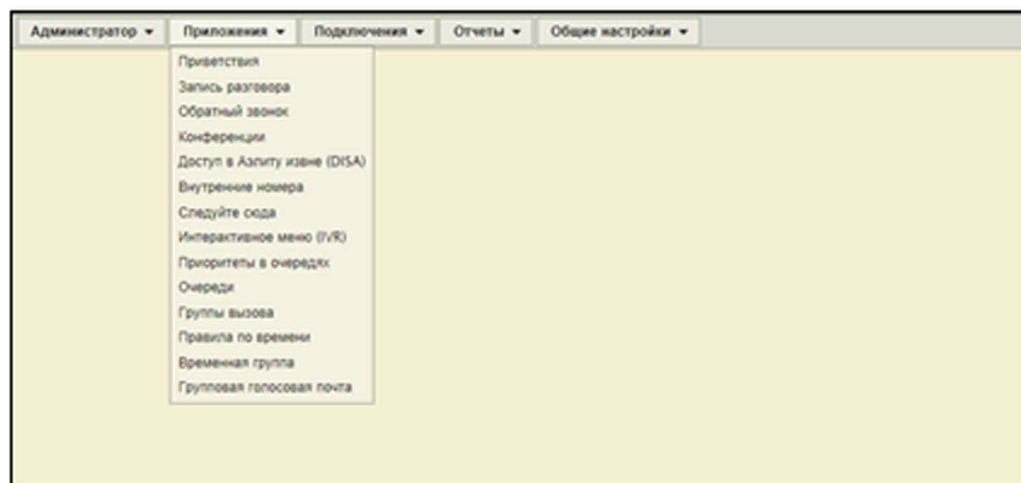 Администратор Приложения Подключения Отчеты Общие настройки
Приветствия
Запись разговора
Обратный звонок
Конференции
Доступ в Аэлиту извне (DISA)
Внутренние номера
Следуйте сюда
Интерактивное меню (IVR)
Приоритеты в очередях
Очереди
Группы вызова
Правила по времени
Временная группа
Групповая голосовая почта